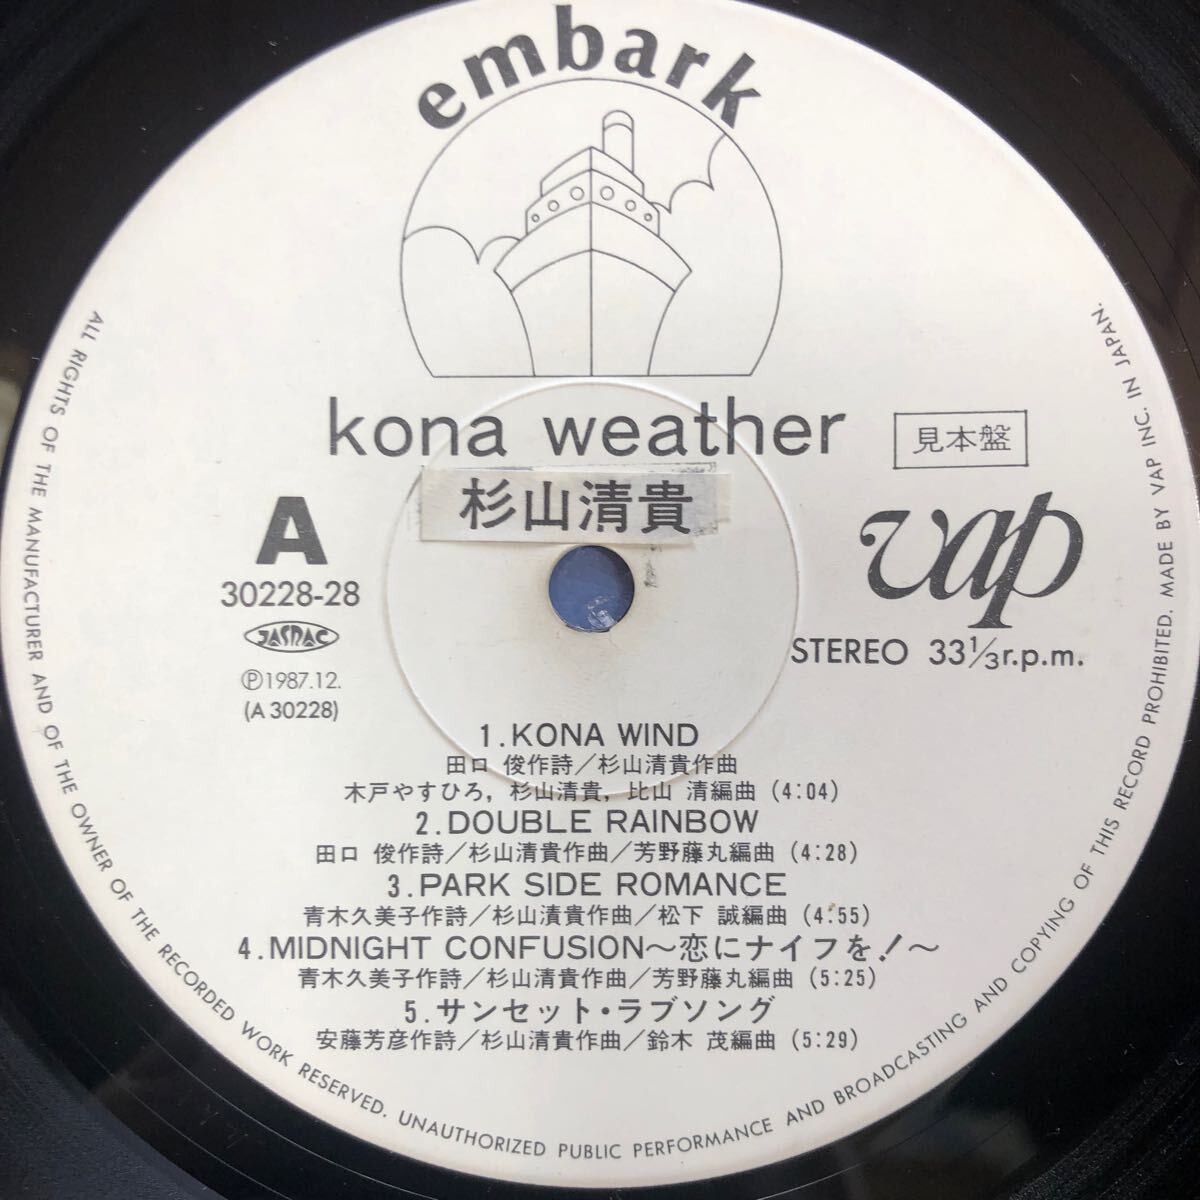 embark
kona weather
見本盤
杉山清貴
A
30228-28
JASRAC
Ⓟ1987.12.
(A 30228)
vap
STEREO 33⅓r.p.m.
1.KONA WIND
田口 俊作詩／杉山清貴作曲
木戸やすひろ，杉山清貴，比山 清編曲 (4:04)
2.DOUBLE RAINBOW
田口 俊作詩／杉山清貴作曲／芳野藤丸編曲 (4:28)
3.PARK SIDE ROMANCE
青木久美子作詩／杉山清貴作曲／松下 誠編曲 (4:55)
4.MIDNIGHT CONFUSION〜恋にナイフを！〜
青木久美子作詩／杉山清貴作曲／芳野藤丸編曲 (5:25)
5.サンセット・ラブソング
安藤芳彦作詩／杉山清貴作曲／鈴木 茂編曲 (5:29)
ALL RIGHTS OF THE MANUFACTURER AND OF THE OWNER OF THE RECORDED WORK RESERVED. UNAUTHORIZED PUBLIC PERFORMANCE AND BROADCASTING AND COPYING OF THIS RECORD PROHIBITED. MADE BY VAP INC. IN JAPAN.